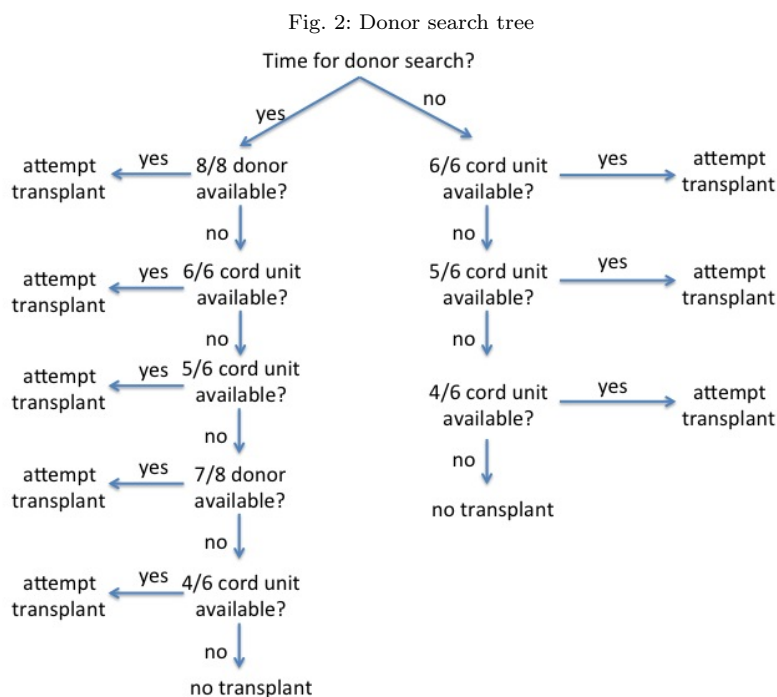 Fig. 2: Donor search tree
Time for donor search?
yes
no
attempt
transplant
yes
8/8 donor
available?
6/6 cord unit
available?
yes
attempt
transplant
no
no
attempt
transplant
yes
6/6 cord unit
available?
5/6 cord unit
available?
yes
attempt
transplant
no
no
attempt
transplant
yes
5/6 cord unit
available?
4/6 cord unit
available?
yes
attempt
transplant
no
no
attempt
transplant
yes
7/8 donor
available?
no transplant
no
attempt
transplant
yes
4/6 cord unit
available?
no
no transplant